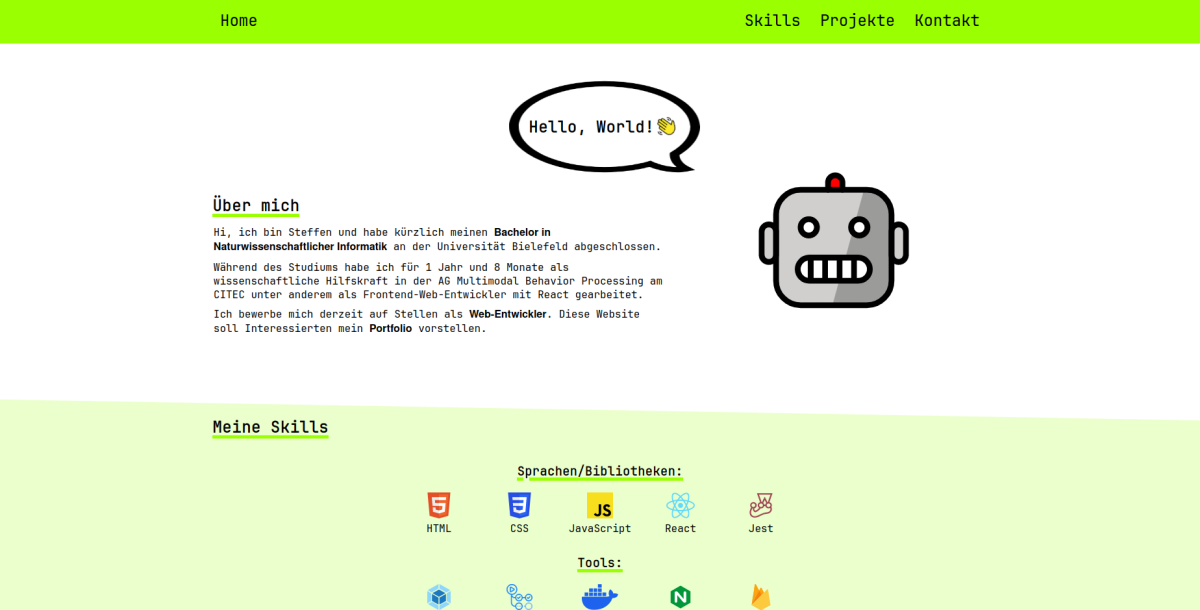 Home Skills Projekte Kontakt
Hello, World!👋
Über mich
Hi, ich bin Steffen und habe kürzlich meinen Bachelor in
Naturwissenschaftlicher Informatik an der Universität Bielefeld abgeschlossen.
Während des Studiums habe ich für 1 Jahr und 8 Monate als
wissenschaftliche Hilfskraft in der AG Multimodal Behavior Processing am
CITEC unter anderem als Frontend-Web-Entwickler mit React gearbeitet.
Ich bewerbe mich derzeit auf Stellen als Web-Entwickler. Diese Website
soll Interessierten mein Portfolio vorstellen.
Meine Skills
Sprachen/Bibliotheken:
JS
HTML CSS JavaScript React Jest
Tools:
N